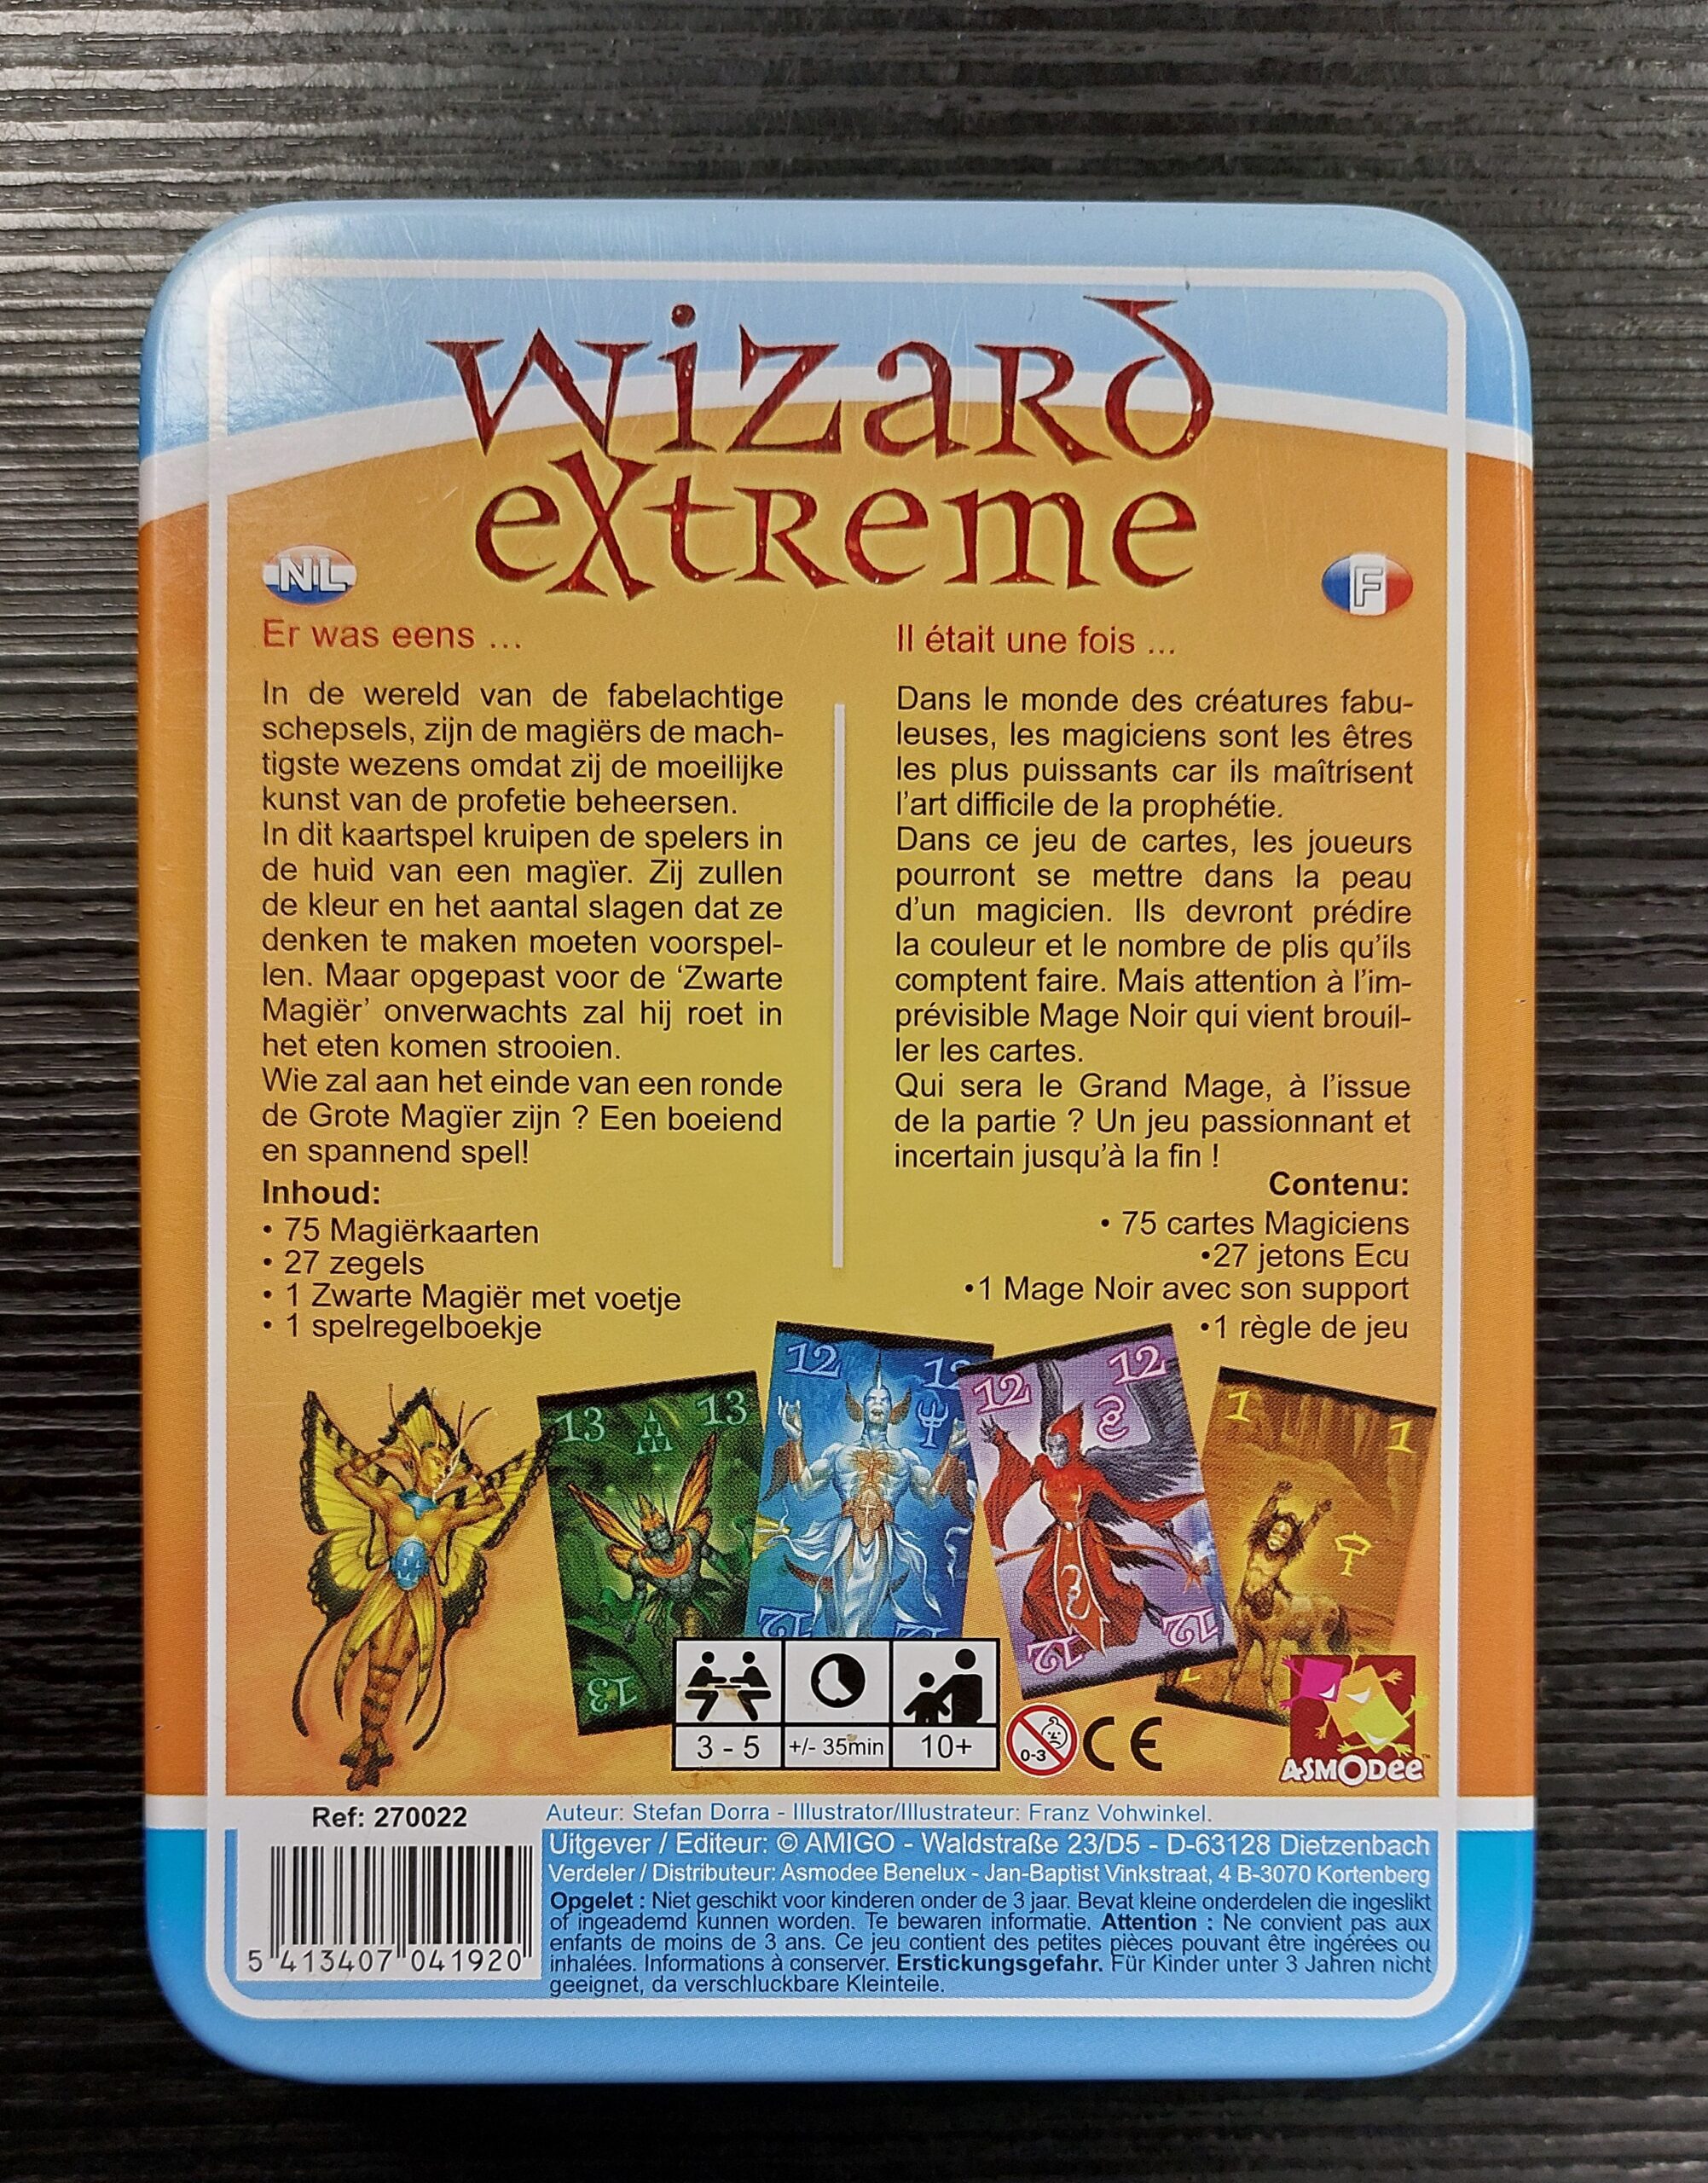 wizard
extreme
NL
Er was eens ...
In de wereld van de fabelachtige
schepsels, zijn de magiërs de mach-
tigste wezens omdat zij de moeilijke
kunst van de profetie beheersen.
In dit kaartspel kruipen de spelers in
de huid van een magïer. Zij zullen
de kleur en het aantal slagen dat ze
denken te maken moeten voorspel-
len. Maar opgepast voor de ‘Zwarte
Magiër’ onverwachts zal hij roet in
het eten komen strooien.
Wie zal aan het einde van een ronde
de Grote Magïer zijn ? Een boeiend
en spannend spel!
Inhoud:
• 75 Magiërkaarten
• 27 zegels
• 1 Zwarte Magiër met voetje
• 1 spelregelboekje
F
Il était une fois ...
Dans le monde des créatures fabu-
leuses, les magiciens sont les êtres
les plus puissants car ils maîtrisent
l’art difficile de la prophétie.
Dans ce jeu de cartes, les joueurs
pourront se mettre dans la peau
d’un magicien. Ils devront prédire
la couleur et le nombre de plis qu’ils
comptent faire. Mais attention à l’im-
prévisible Mage Noir qui vient brouil-
ler les cartes.
Qui sera le Grand Mage, à l’issue
de la partie ? Un jeu passionnant et
incertain jusqu’à la fin !
Contenu:
• 75 cartes Magiciens
•27 jetons Ecu
•1 Mage Noir avec son support
•1 règle de jeu
13 13
13
12 12
12 12
12 12
12 12
1 1
1
3 - 5 +/- 35min 10+
0-3 CE
ASMODee™
Ref: 270022
5 413407 041920
Auteur: Stefan Dorra - Illustrator/Illustrateur: Franz Vohwinkel.
Uitgever / Editeur: © AMIGO - Waldstraße 23/D5 - D-63128 Dietzenbach
Verdeler / Distributeur: Asmodee Benelux - Jan-Baptist Vinkstraat, 4 B-3070 Kortenberg
Opgelet : Niet geschikt voor kinderen onder de 3 jaar. Bevat kleine onderdelen die ingeslikt
of ingeademd kunnen worden. Te bewaren informatie. Attention : Ne convient pas aux
enfants de moins de 3 ans. Ce jeu contient des petites pièces pouvant être ingérées ou
inhalées. Informations à conserver. Erstickungsgefahr. Für Kinder unter 3 Jahren nicht
geeignet, da verschluckbare Kleinteile.